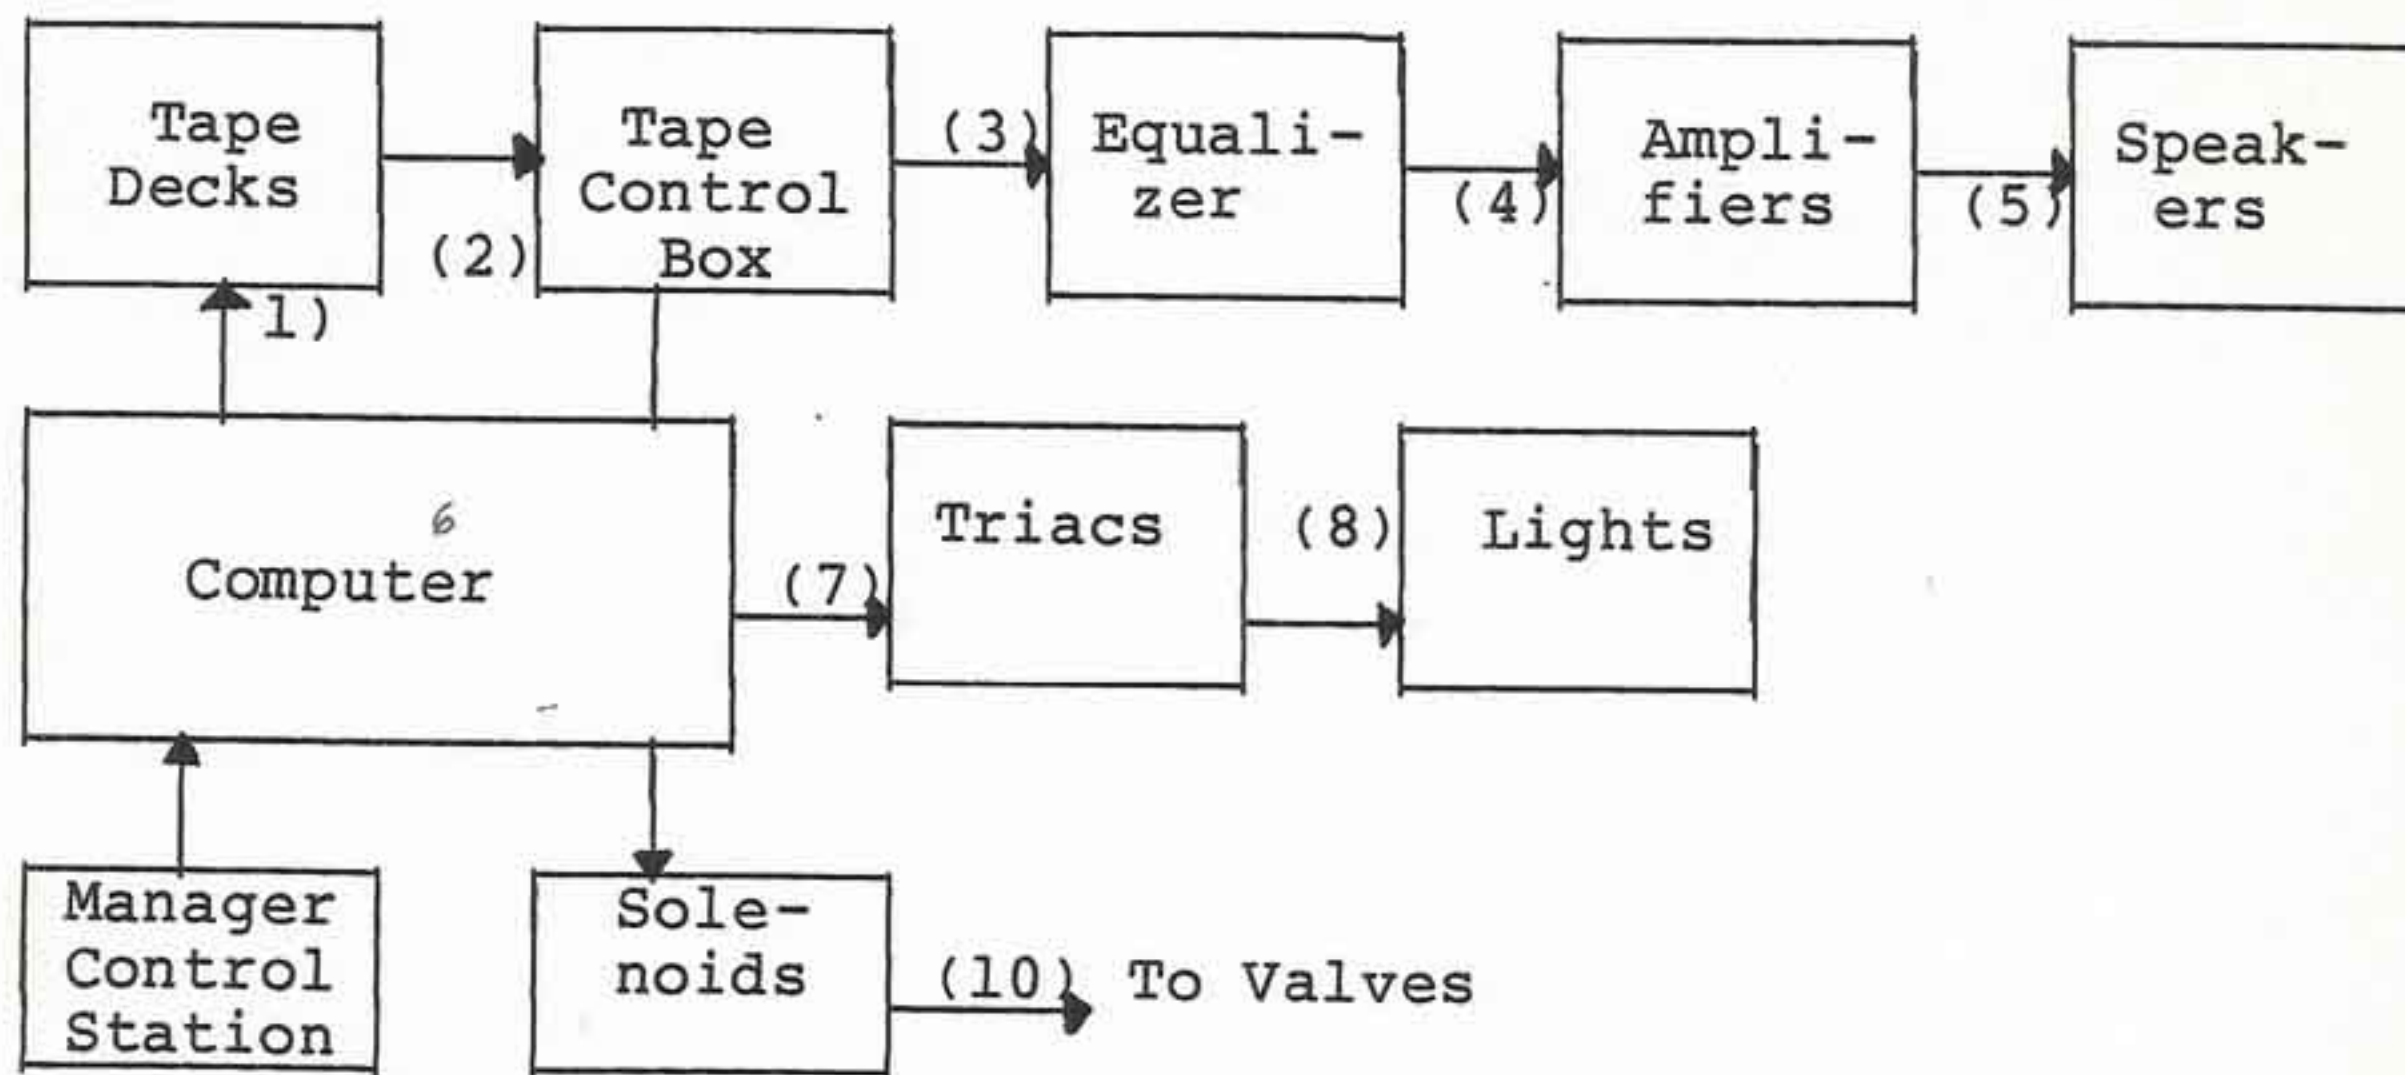 Tape
Decks
(2)
Tape
Control
Box
(3)
Equali-
zer
(4)
Ampli-
fiers
(5)
Speak-
ers
1)
6
Computer
(7)
Triacs
(8)
Lights
Manager
Control
Station
Sole-
noids
(10) To Valves